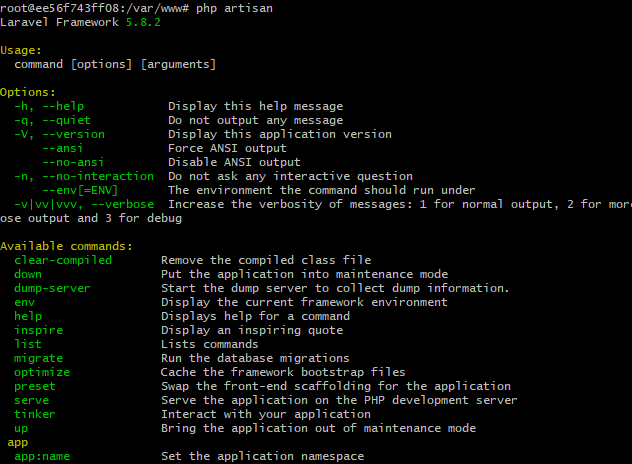 root@ee56f743ff08:/var/www# php artisan
Laravel Framework 5.8.2
Usage:
command [options] [arguments]
Options:
-h, --help Display this help message
-q, --quiet Do not output any message
-V, --version Display this application version
--ansi Force ANSI output
--no-ansi Disable ANSI output
-n, --no-interaction Do not ask any interactive question
--env[=ENV] The environment the command should run under
-v|vv|vvv, --verbose Increase the verbosity of messages: 1 for normal output, 2 for mor
ose output and 3 for debug
Available commands:
clear-compiled Remove the compiled class file
down Put the application into maintenance mode
dump-server Start the dump server to collect dump information.
env Display the current framework environment
help Displays help for a command
inspire Display an inspiring quote
list Lists commands
migrate Run the database migrations
optimize Cache the framework bootstrap files
preset Swap the front-end scaffolding for the application
serve Serve the application on the PHP development server
tinker Interact with your application
up Bring the application out of maintenance mode
app
app:name Set the application namespace